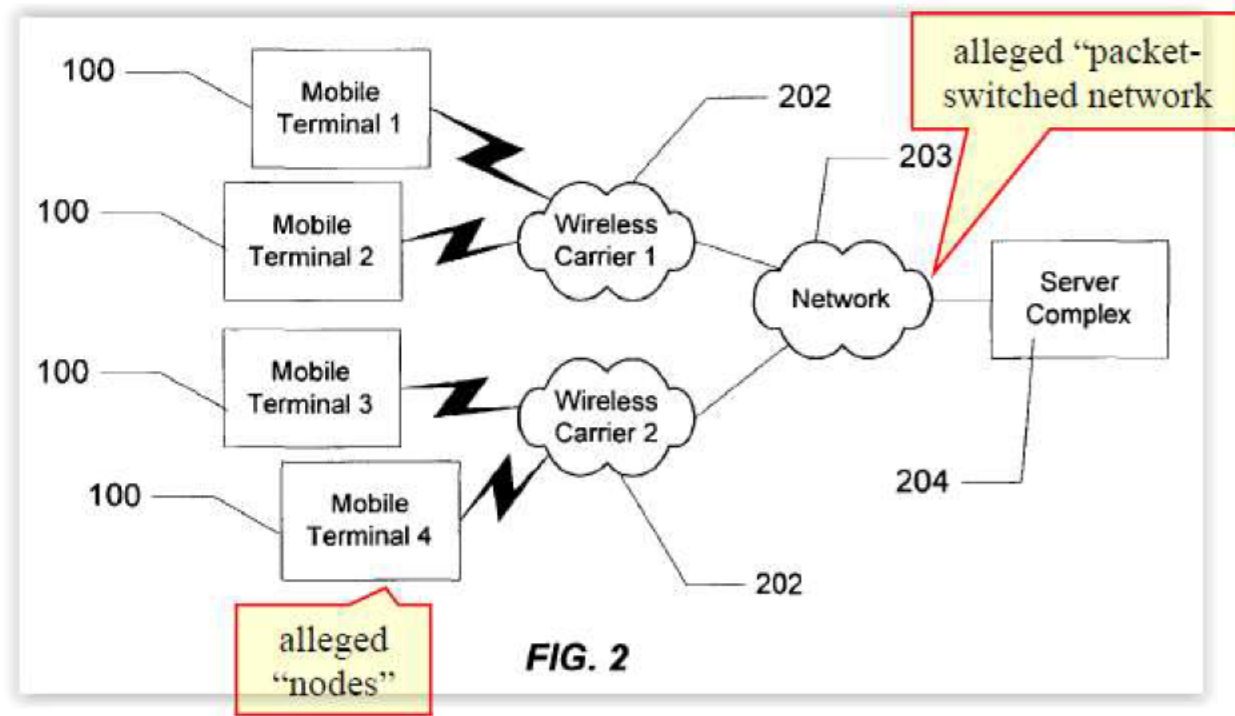 alleged “packet-
switched network
100
Mobile
Terminal 1
202
203
100
Mobile
Terminal 2
Wireless
Carrier 1
Network
Server
Complex
100
Mobile
Terminal 3
Wireless
Carrier 2
204
100
Mobile
Terminal 4
202
alleged
“nodes”
FIG. 2